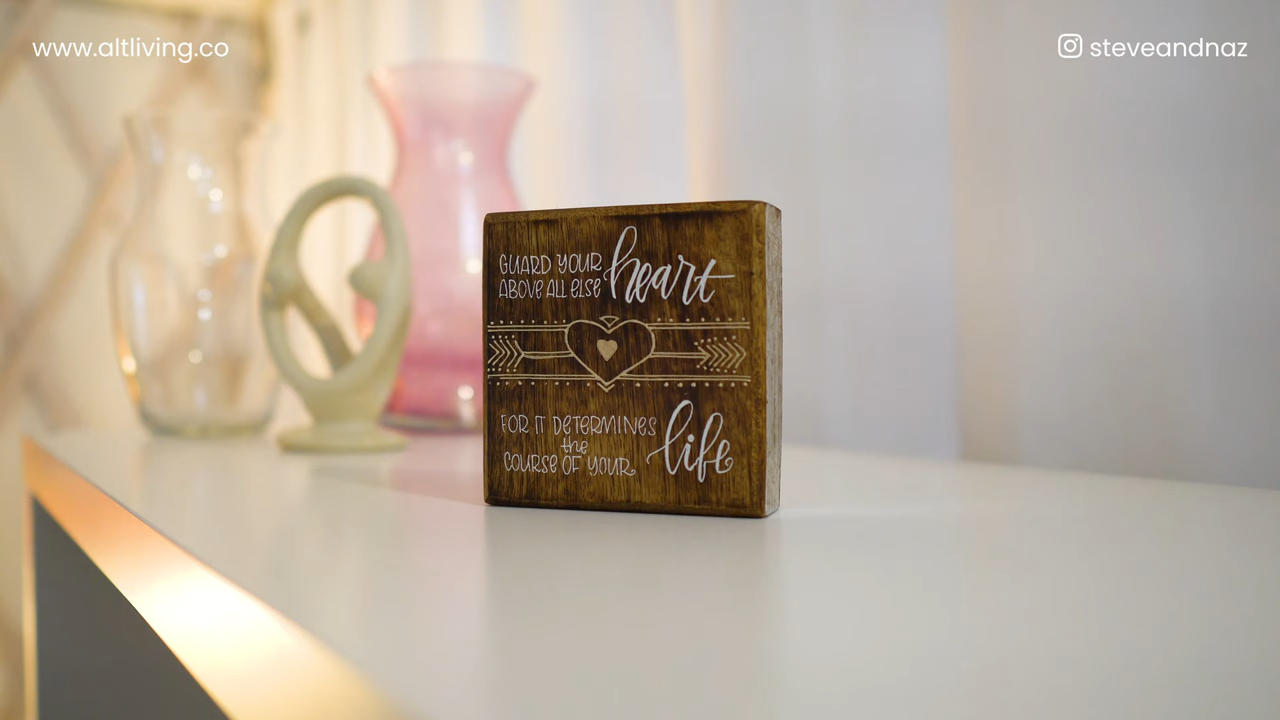 www.altliving.co
steveandnaz
GUARD YOUR heart
ABOVE ALL ELSE
FOR IT DETERMINES
the
COURSE OF YOUR life